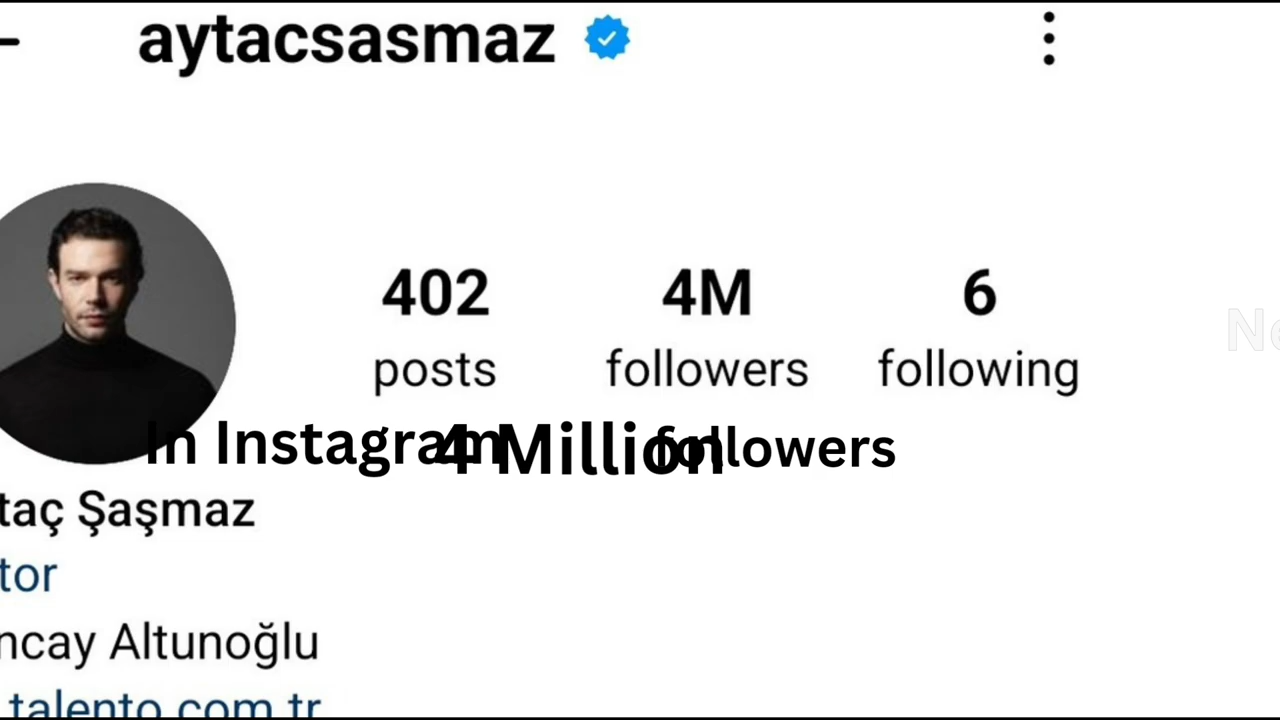 aytacsasmaz
402 4M 6
posts followers following
In Instagram 4 Million followers
taç Şaşmaz
tor
ncay Altunoğlu
talento.com.tr
Ne